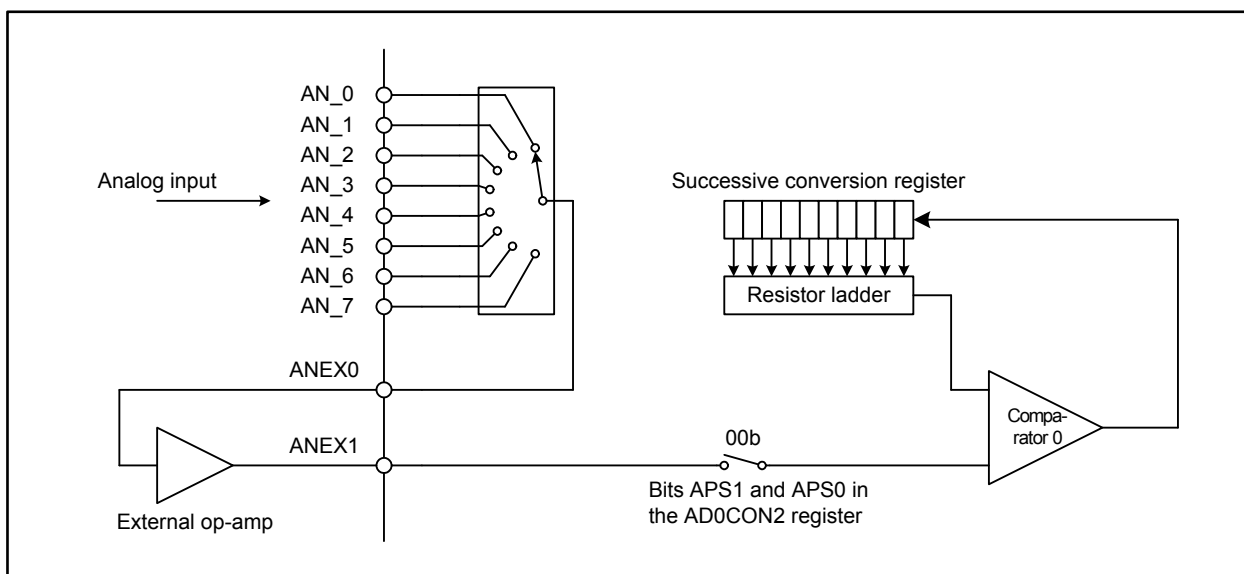 AN_0
AN_1
AN_2
AN_3
AN_4
AN_5
AN_6
AN_7
Analog input
ANEX0
ANEX1
External op-amp
Successive conversion register
Resistor ladder
Compa-
rator 0
00b
Bits APS1 and APS0 in
the AD0CON2 register